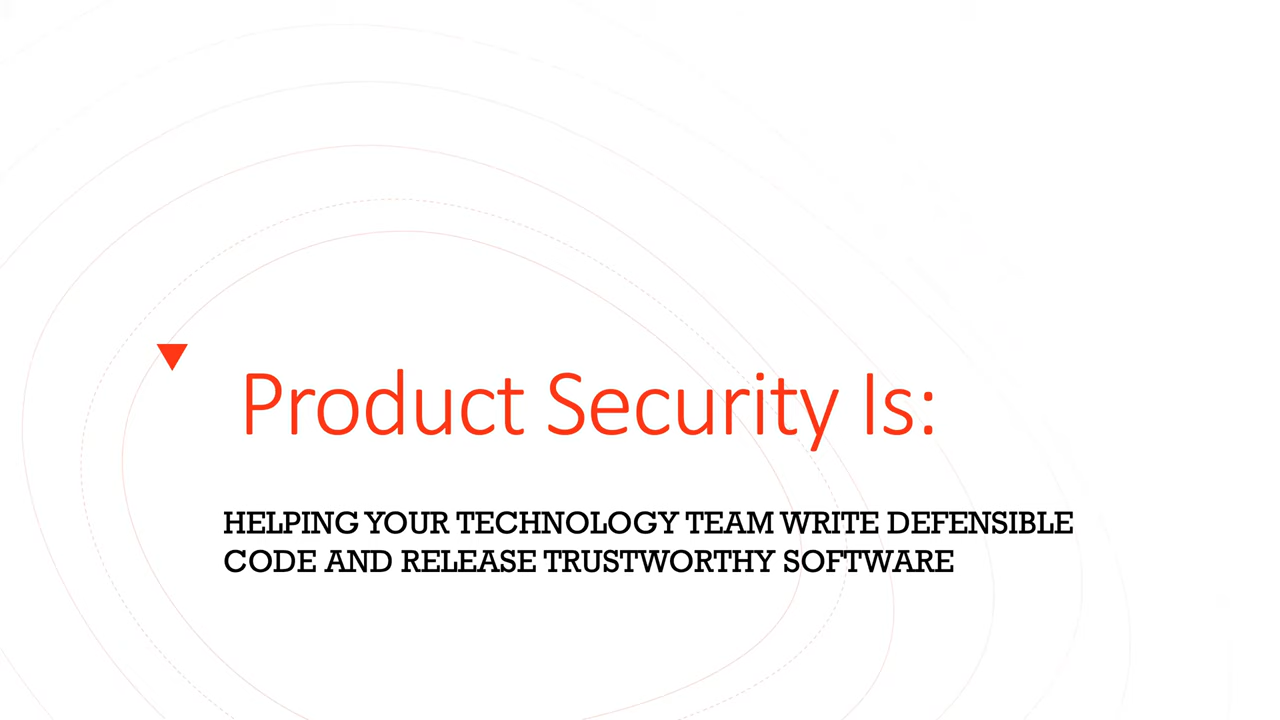 Product Security Is:
HELPING YOUR TECHNOLOGY TEAM WRITE DEFENSIBLE
CODE AND RELEASE TRUSTWORTHY SOFTWARE